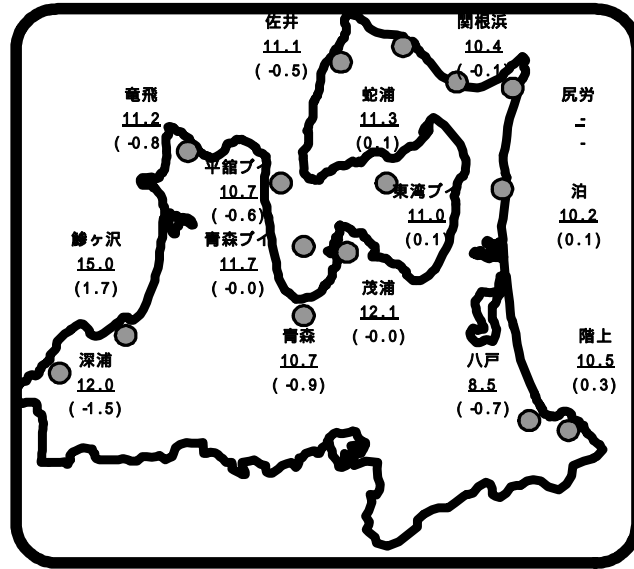 佐井
11.1
( -0.5)
関根浜
10.4
( -0.1)
竜飛
11.2
( -0.8
蛇浦
11.3
(0.1)
尻労
-
-
平舘ブイ
10.7
( -0.6)
東湾ブイ
11.0
(0.1)
泊
10.2
(0.1)
鰺ヶ沢
15.0
(1.7)
青森ブイ
11.7
( -0.0)
茂浦
12.1
( -0.0)
深浦
12.0
( -1.5)
青森
10.7
( -0.9)
八戸
8.5
( -0.7)
階上
10.5
(0.3)